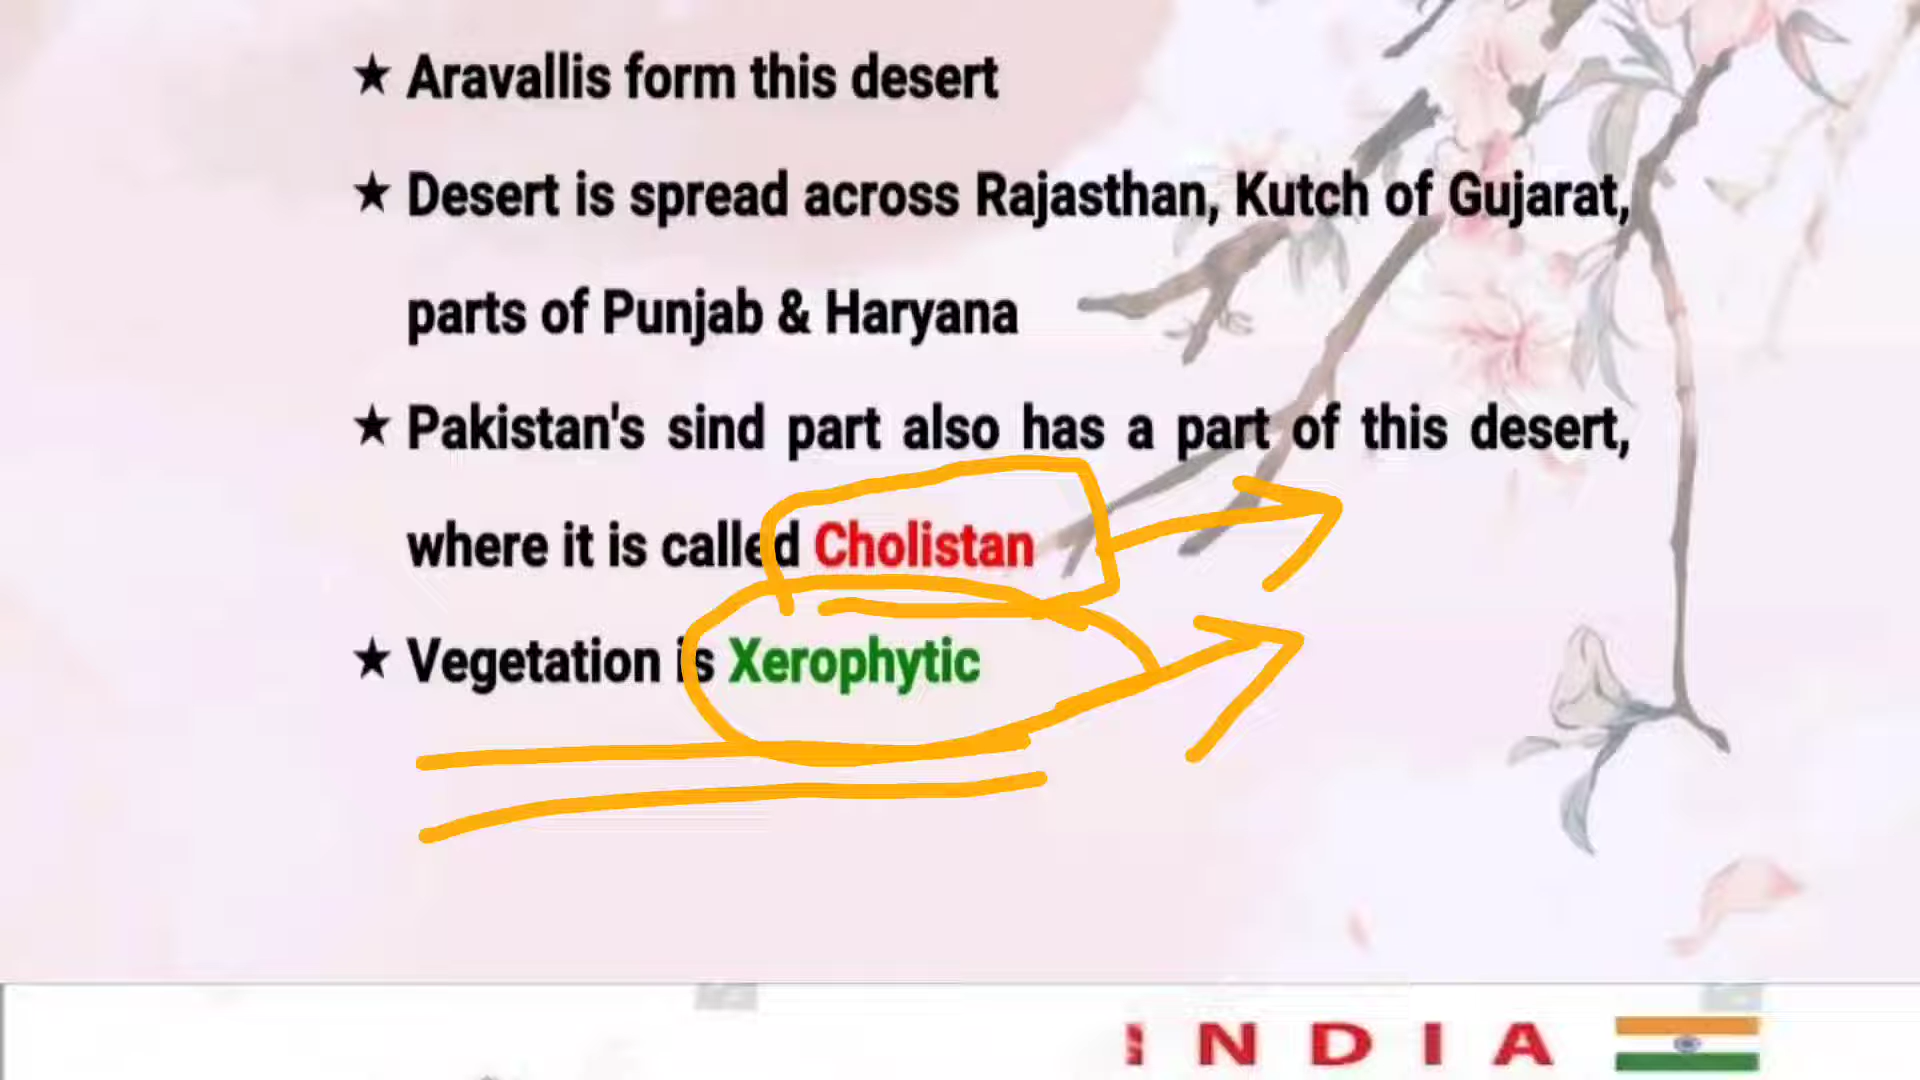 ★ Aravallis form this desert
★ Desert is spread across Rajasthan, Kutch of Gujarat,
parts of Punjab & Haryana
★ Pakistan's sind part also has a part of this desert,
where it is called Cholistan
★ Vegetation is Xerophytic
INDIA